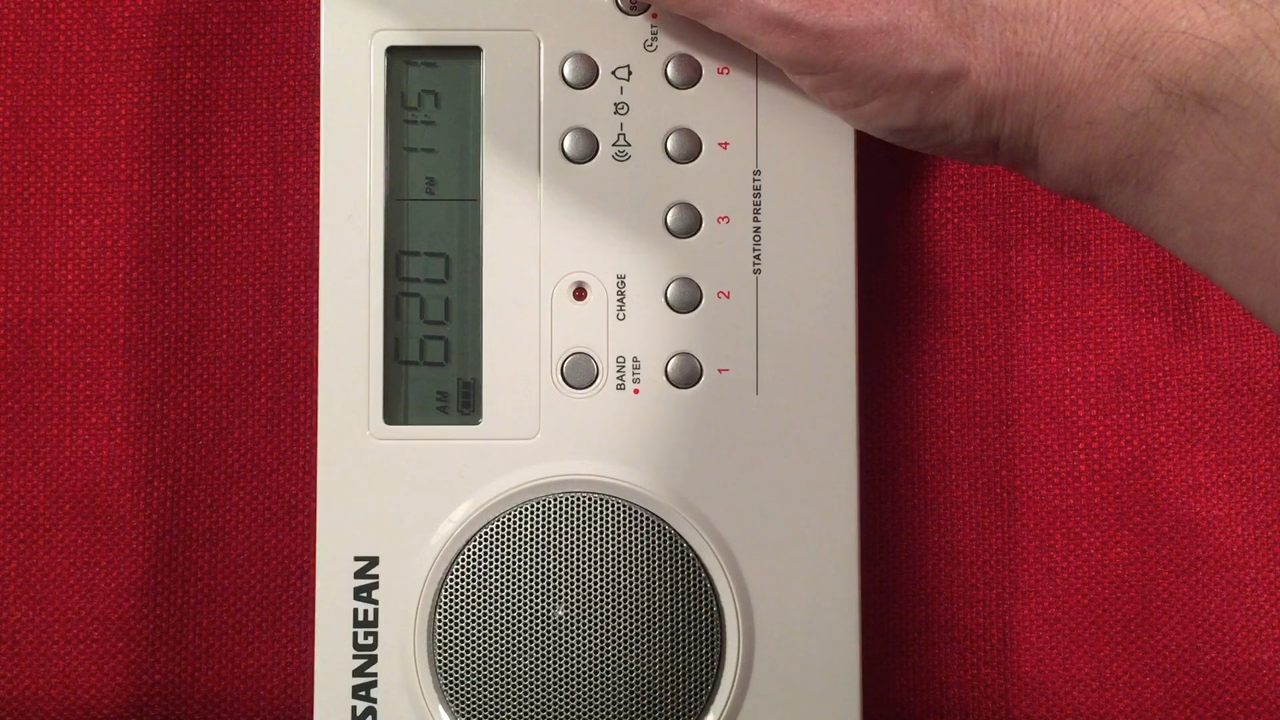 SANGEAN
AM 620
PM 11:51
BAND
• STEP
CHARGE
• SET
1 2 3 4 5
STATION PRESETS